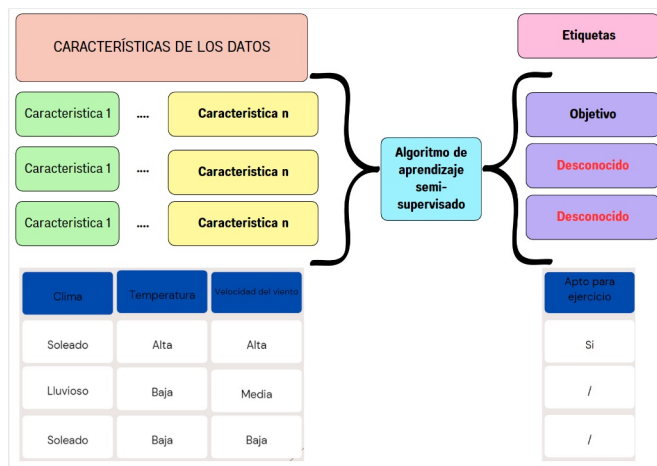 CARACTERÍSTICAS DE LOS DATOS
Etiquetas
Caracteristica 1 .... Caracteristica n
Objetivo
Caracteristica 1 .... Caracteristica n
Desconocido
Caracteristica 1 .... Caracteristica n
Desconocido
Algoritmo de
aprendizaje
semi-
supervisado
Clima Temperatura Velocidad del viento
Soleado Alta Alta
Lluvioso Baja Media
Soleado Baja Baja
Apto para
ejercicio
Si
/
/